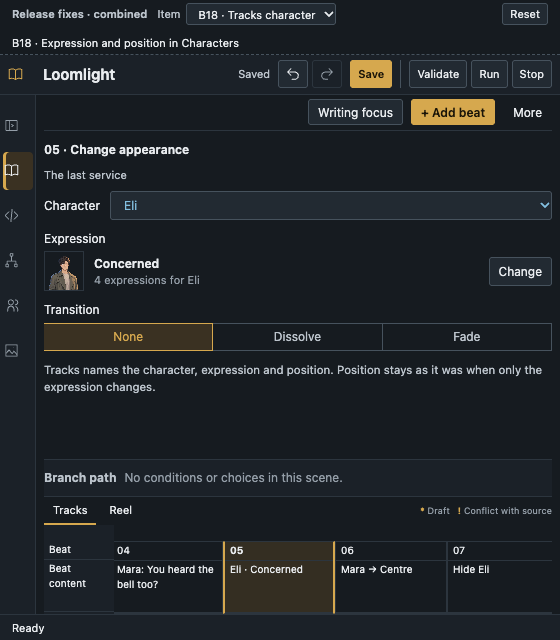 Release fixes · combined Item B18 · Tracks character Reset
B18 · Expression and position in Characters
Loomlight Saved Save Validate Run Stop
Writing focus + Add beat More
05 · Change appearance
The last service
Character Eli
Expression
Concerned
4 expressions for Eli
Change
Transition
None Dissolve Fade
Tracks names the character, expression and position. Position stays as it was when only the
expression changes.
Branch path No conditions or choices in this scene.
Tracks Reel * Draft ! Conflict with source
Beat 04 05 06 07
Beat content Mara: You heard the bell too? Eli · Concerned Mara → Centre Hide Eli
Ready